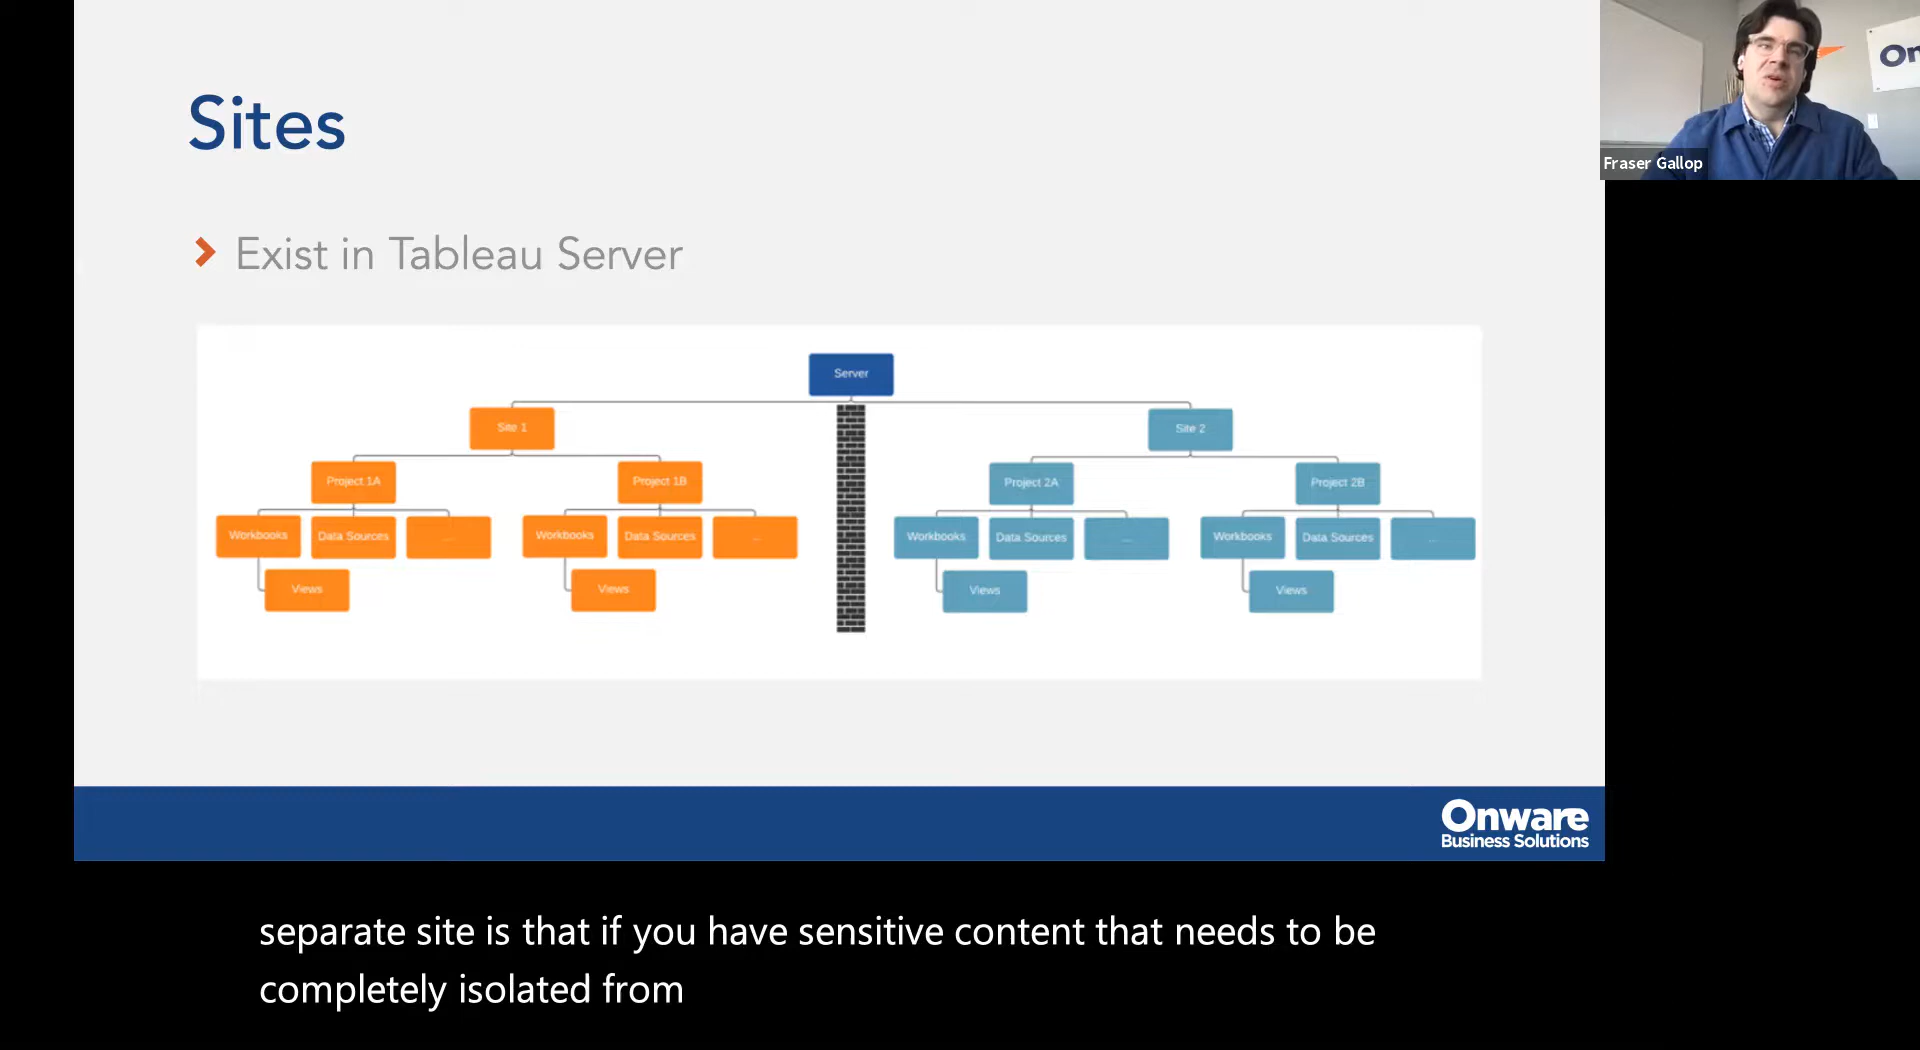 Sites
Exist in Tableau Server
Server
Site 1
Site 2
Project 1A
Project 1B
Project 2A
Project 2B
Workbooks
Data Sources
...
Workbooks
Data Sources
...
Workbooks
Data Sources
...
Workbooks
Data Sources
...
Views
Views
Views
Views
Onware
Business Solutions
On
Fraser Gallop
separate site is that if you have sensitive content that needs to be
completely isolated from